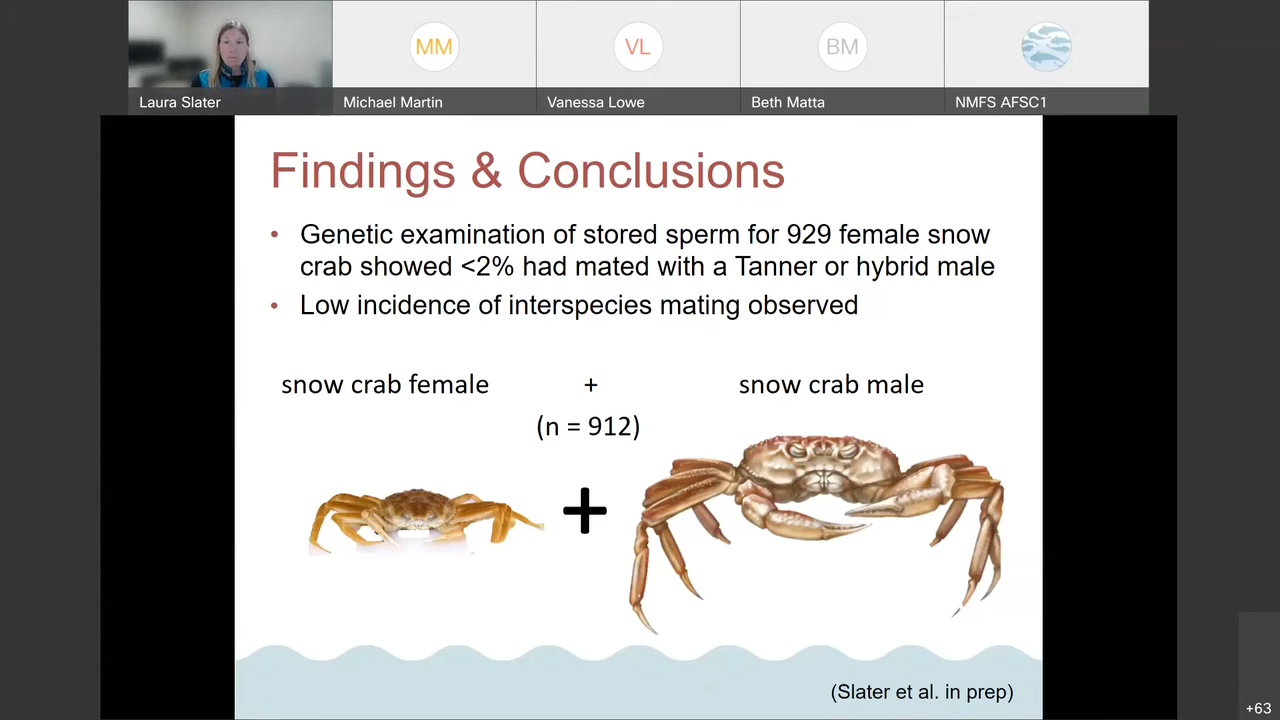 MM
VL
BM
Laura Slater
Michael Martin
Vanessa Lowe
Beth Matta
NMFS AFSC1
Findings & Conclusions
• Genetic examination of stored sperm for 929 female snow
crab showed <2% had mated with a Tanner or hybrid male
• Low incidence of interspecies mating observed
snow crab female + snow crab male
(n = 912)
+
(Slater et al. in prep)
+63